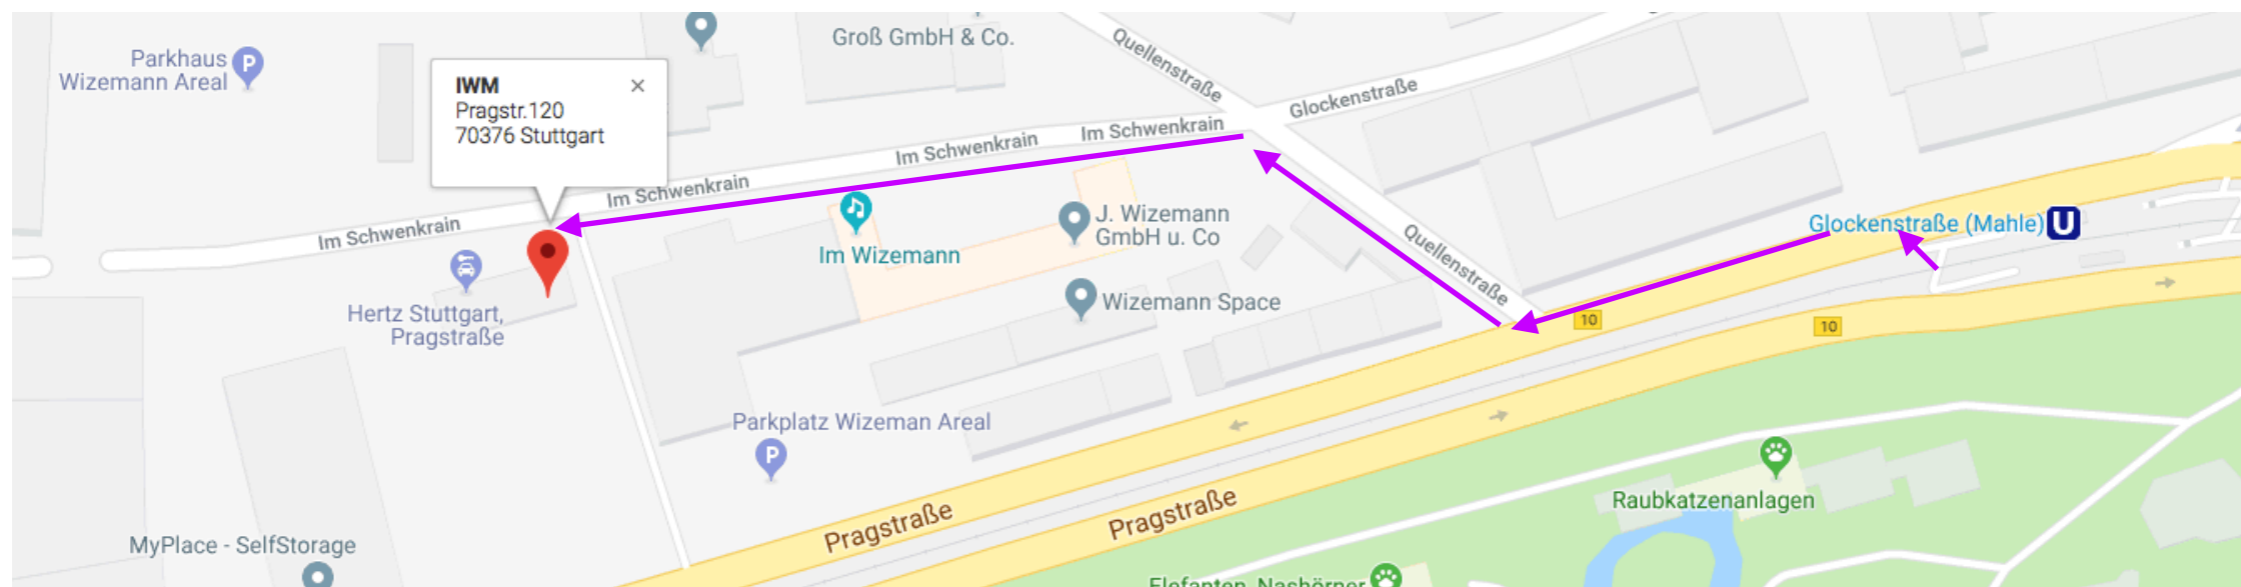 Parkhaus
Wizemann Areal
P
Groß GmbH & Co.
Quellenstraße
Glockenstraße
IWM
×
Pragstr.120
70376 Stuttgart
Im Schwenkrain
Im Schwenkrain
Im Schwenkrain
Im Schwenkrain
J. Wizemann
GmbH u. Co
Im Wizemann
Glockenstraße (Mahle)
U
Quellenstraße
Wizemann Space
Hertz Stuttgart,
Pragstraße
10
10
Parkplatz Wizeman Areal
P
Pragstraße
Pragstraße
Raubkatzenanlagen
MyPlace - SelfStorage
Elefanten, Nashörner